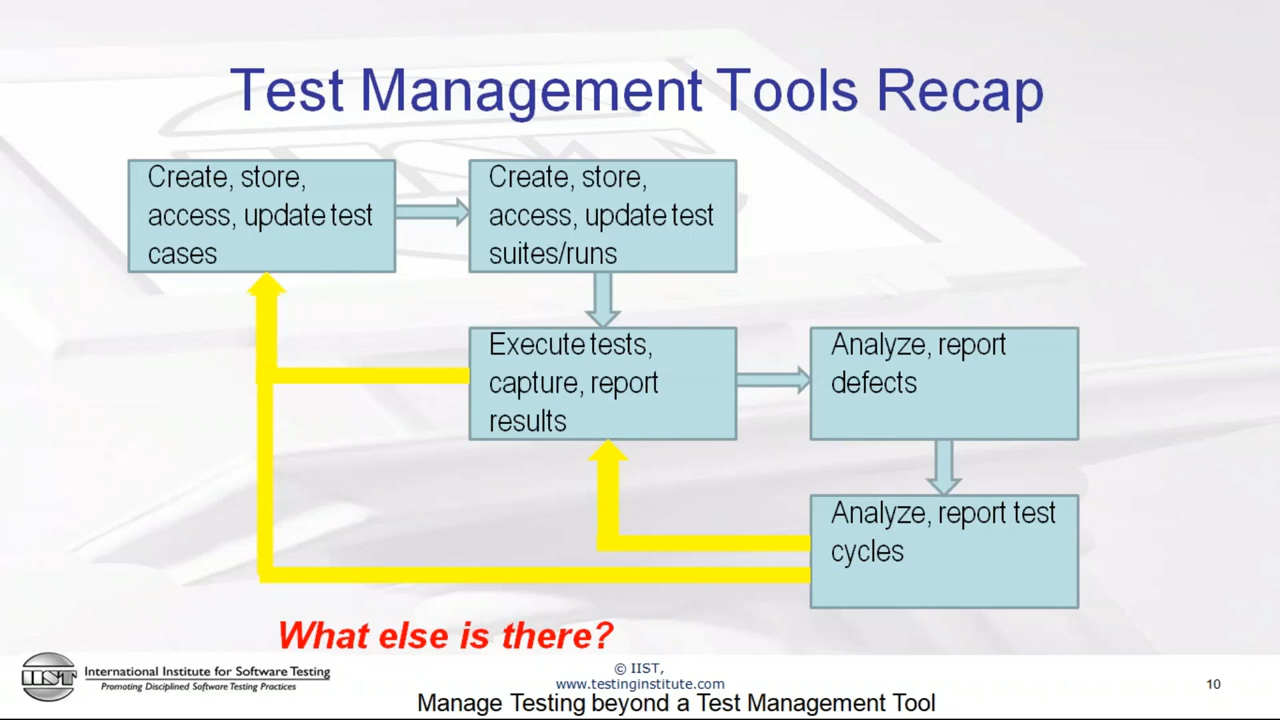 Test Management Tools Recap
Create, store,
access, update test
cases
Create, store,
access, update test
suites/runs
Execute tests,
capture, report
results
Analyze, report
defects
Analyze, report test
cycles
What else is there?
IIST
International Institute for Software Testing
Promoting Disciplined Software Testing Practices
© IIST,
www.testinginstitute.com
10
Manage Testing beyond a Test Management Tool